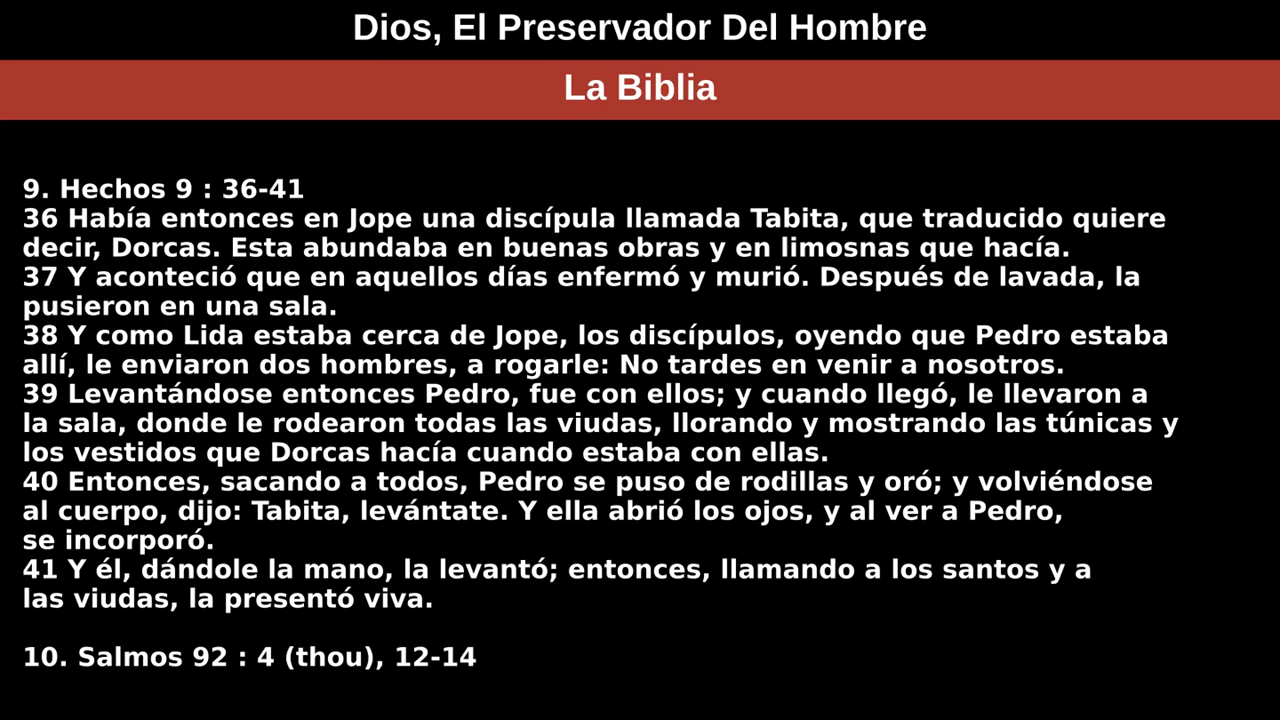 Dios, El Preservador Del Hombre
La Biblia
9. Hechos 9 : 36-41
36 Había entonces en Jope una discípula llamada Tabita, que traducido quiere
decir, Dorcas. Esta abundaba en buenas obras y en limosnas que hacía.
37 Y aconteció que en aquellos días enfermó y murió. Después de lavada, la
pusieron en una sala.
38 Y como Lida estaba cerca de Jope, los discípulos, oyendo que Pedro estaba
allí, le enviaron dos hombres, a rogarle: No tardes en venir a nosotros.
39 Levantándose entonces Pedro, fue con ellos; y cuando llegó, le llevaron a
la sala, donde le rodearon todas las viudas, llorando y mostrando las túnicas y
los vestidos que Dorcas hacía cuando estaba con ellas.
40 Entonces, sacando a todos, Pedro se puso de rodillas y oró; y volviéndose
al cuerpo, dijo: Tabita, levántate. Y ella abrió los ojos, y al ver a Pedro,
se incorporó.
41 Y él, dándole la mano, la levantó; entonces, llamando a los santos y a
las viudas, la presentó viva.
10. Salmos 92 : 4 (thou), 12-14